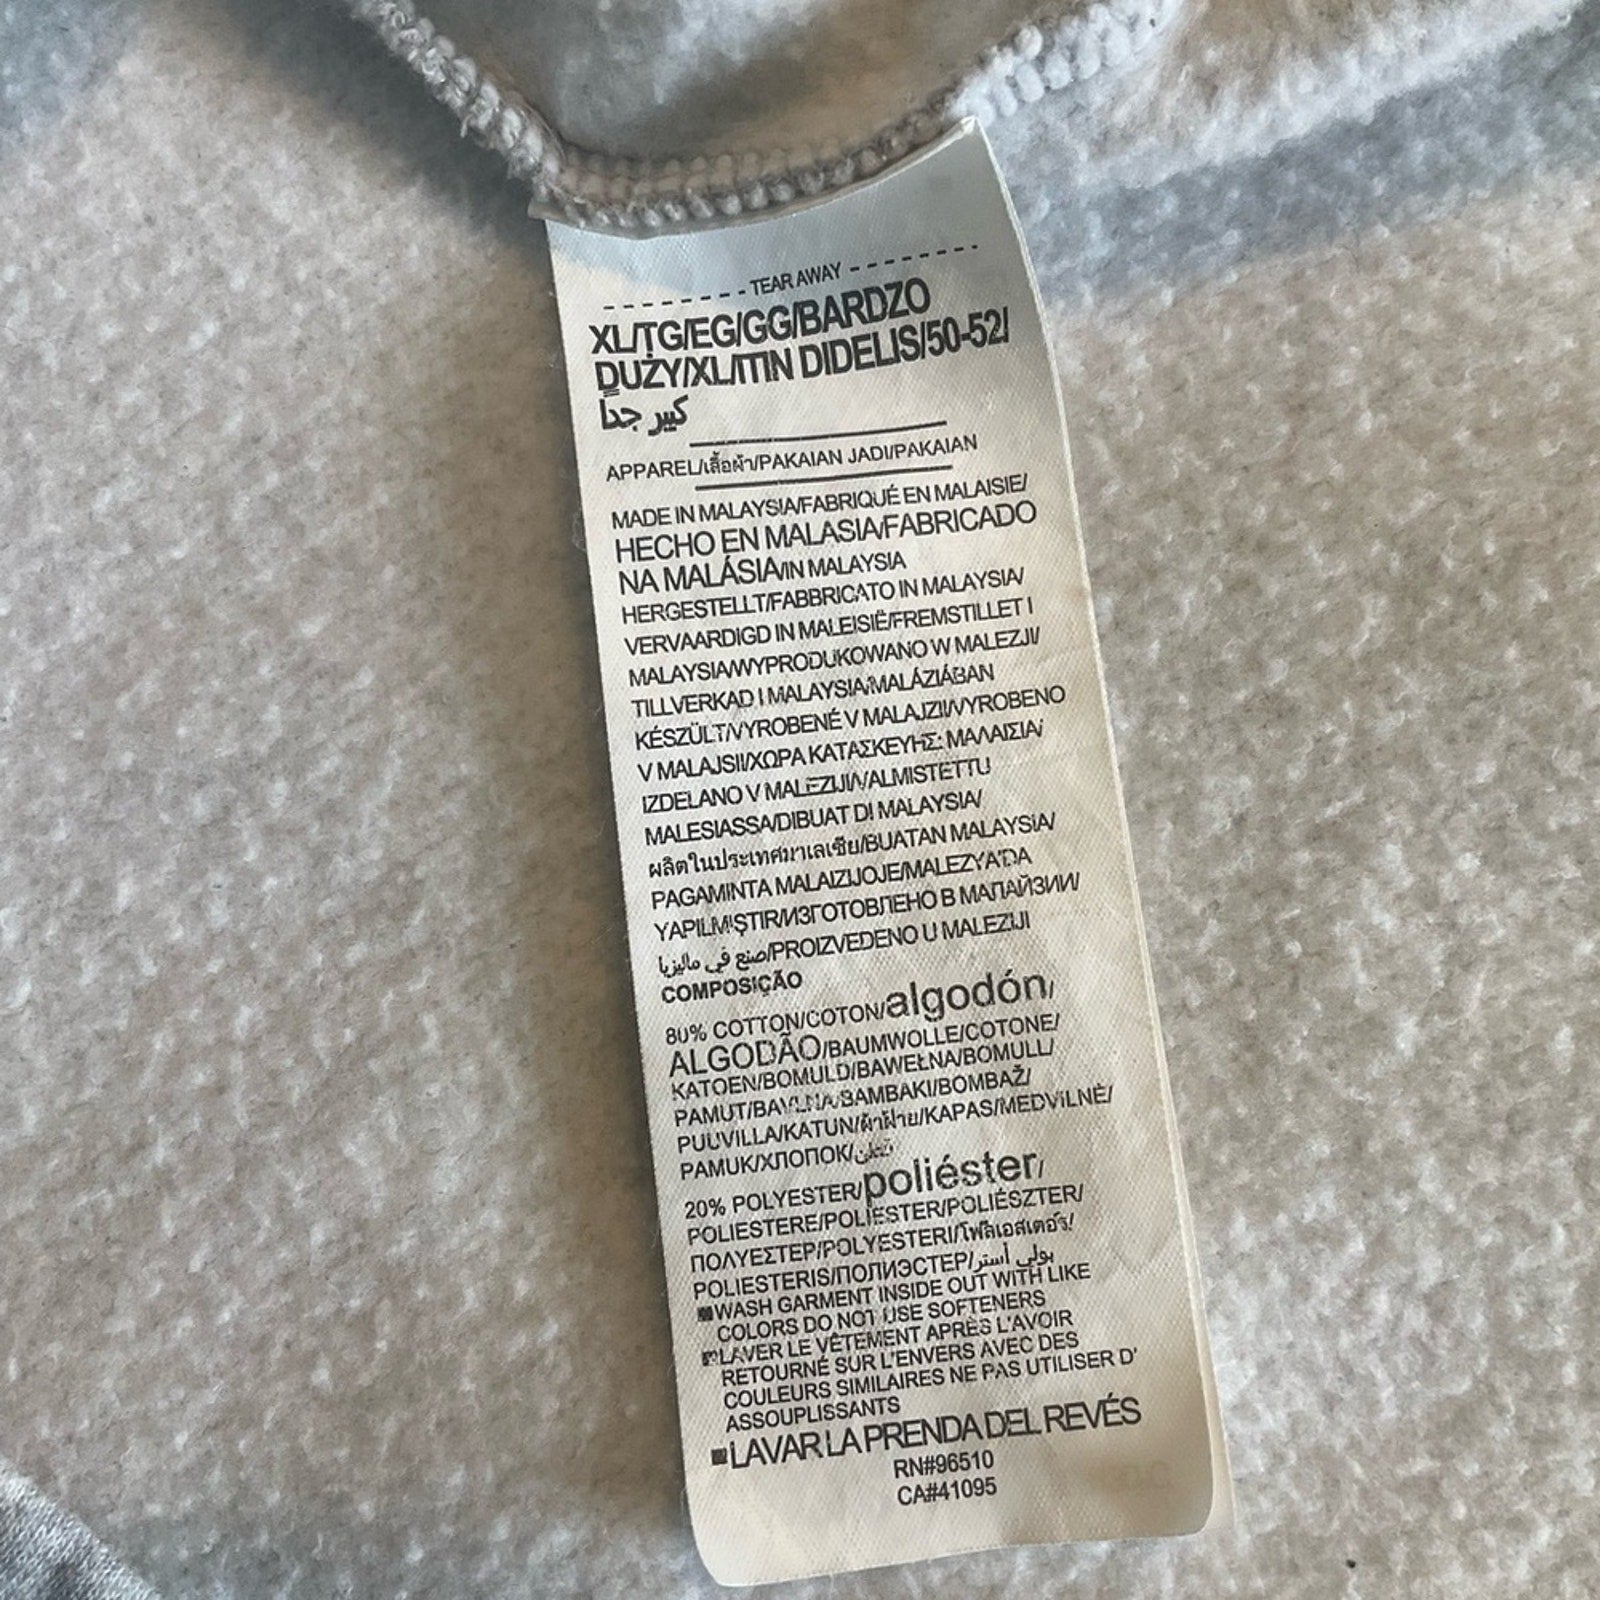 TEAR AWAY
XL/TG/EG/GG/BARDZO
DUŻY/XL/ITIN DIDELIS/50-52/
كبير جداً
APPAREL/เสื้อผ้า/PAKAIAN JADI/PAKAIAN
MADE IN MALAYSIA/FABRIQUÉ EN MALAISIE/
HECHO EN MALASIA/FABRICADO
NA MALÁSIA/IN MALAYSIA
HERGESTELLT/FABBRICATO IN MALAYSIA/
VERVAARDIGD IN MALEISIË/FREMSTILLET I
MALAYSIA/WYPRODUKOWANO W MALEZJI/
TILLVERKAD I MALAYSIA/MALÁZIÁBAN
KÉSZÜLT/VYROBENÉ V MALAJZII/VYROBENO
V MALAJSII/ΧΩΡΑ ΚΑΤΑΣΚΕΥΗΣ: ΜΑΛΑΙΣΙΑ/
IZDELANO V MALEZIJI/VALMISTETTU
MALESIASSA/DIBUAT DI MALAYSIA/
ผลิตในประเทศมาเลเซีย/BUATAN MALAYSIA/
PAGAMINTA MALAIZIJOJE/MALEZYA'DA
YAPILMIŞTIR/ИЗГОТОВЛЕНО В МАЛАЙЗИИ/
صنع في ماليزيا/PROIZVEDENO U MALEZIJI
COMPOSIÇÃO
80% COTTON/COTON/algodón/
ALGODÃO/BAUMWOLLE/COTONE/
KATOEN/BOMULD/BAWEŁNA/BOMULL/
PAMUT/BAVLNA/BAMBAKI/BOMBAŽ/
PUUVILLA/KATUN/ผ้าฝ้าย/KAPAS/MEDVILNĖ/
PAMUK/ХЛОПОК/قطن
20% POLYESTER/poliéster/
POLIESTERE/POLIESTER/POLIÉSZTER/
ΠΟΛΥΕΣΤΕΡ/POLYESTERI/โพลีเอสเตอร์/
POLIESTERIS/ПОЛИЭСТЕР/بولي أستر
WASH GARMENT INSIDE OUT WITH LIKE
COLORS DO NOT USE SOFTENERS
LAVER LE VÊTEMENT APRÈS L'AVOIR
RETOURNÉ SUR L'ENVERS AVEC DES
COULEURS SIMILAIRES NE PAS UTILISER D'
ASSOUPLISSANTS
LAVAR LA PRENDA DEL REVÉS
RN#96510
CA#41095